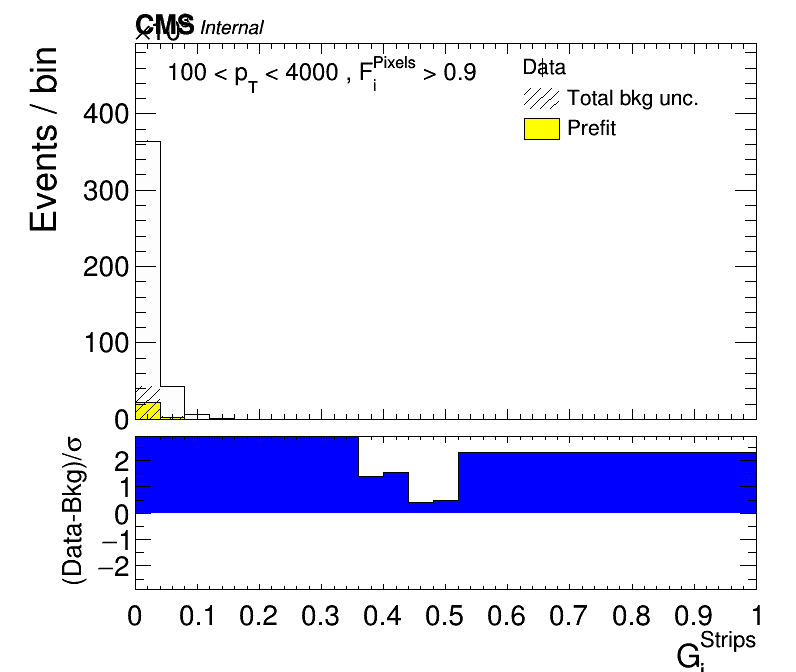 CMS Internal
×10³
Events / bin
100 < p_T < 4000 , F_i^Pixels > 0.9
Data
Total bkg unc.
Prefit
400
300
200
100
0
(Data-Bkg)/σ
2
1
0
−1
−2
0 0.1 0.2 0.3 0.4 0.5 0.6 0.7 0.8 0.9 1
G_i^Strips